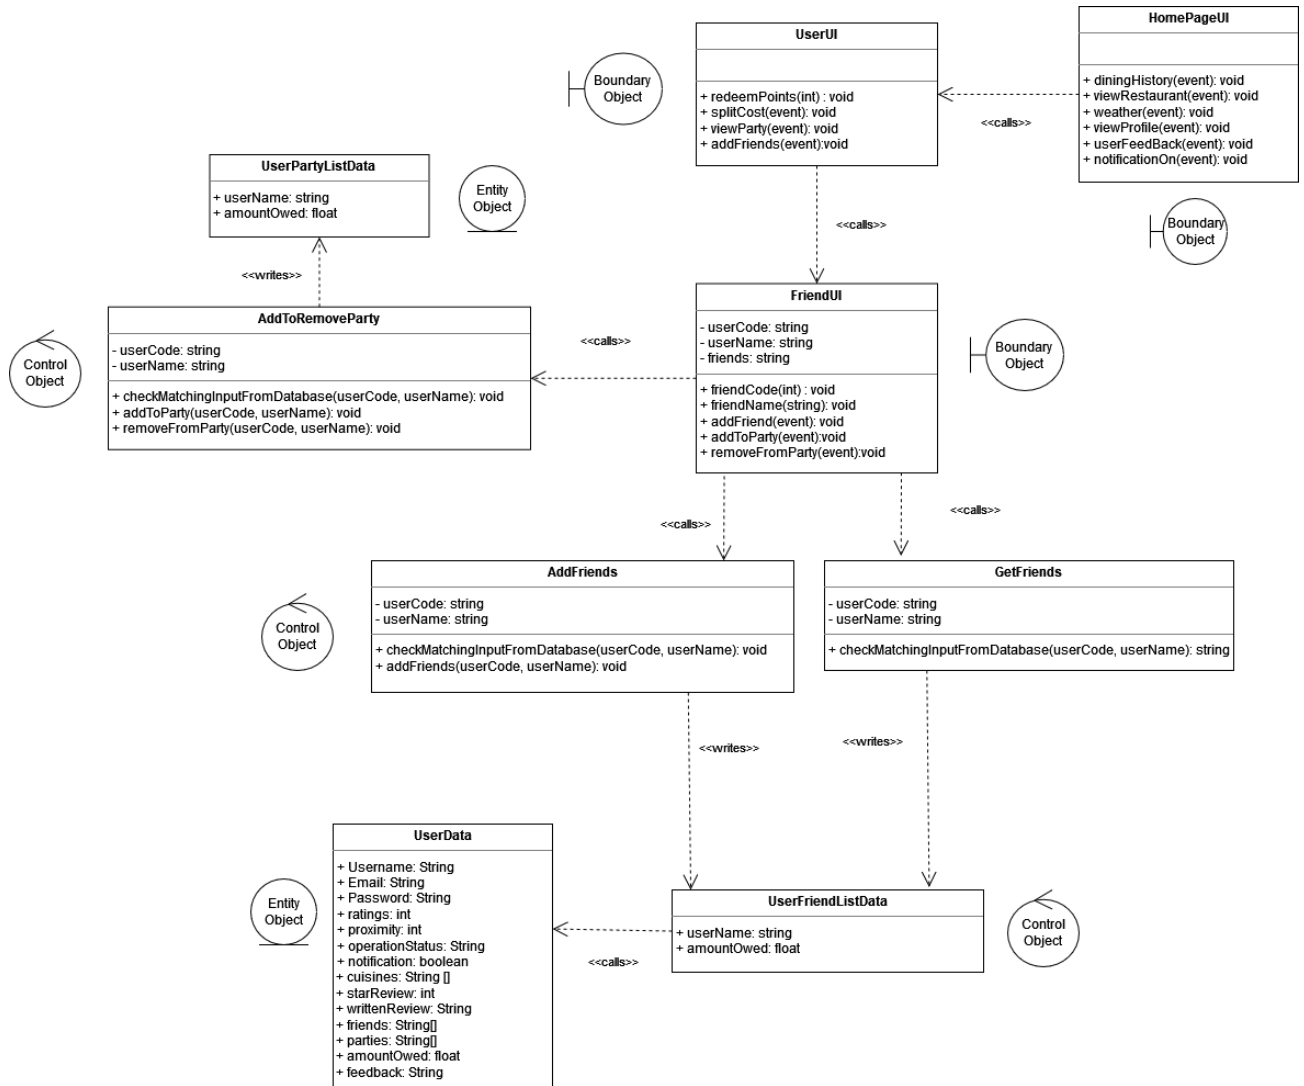 HomePageUI
+ diningHistory(event): void
+ viewRestaurant(event): void
+ weather(event): void
+ viewProfile(event): void
+ userFeedBack(event): void
+ notificationOn(event): void
Boundary
Object
<<calls>>
UserUI
+ redeemPoints(int) : void
+ splitCost(event): void
+ viewParty(event): void
+ addFriends(event):void
Boundary
Object
<<calls>>
UserPartyListData
+ userName: string
+ amountOwed: float
Entity
Object
<<writes>>
AddToRemoveParty
- userCode: string
- userName: string
+ checkMatchingInputFromDatabase(userCode, userName): void
+ addToParty(userCode, userName): void
+ removeFromParty(userCode, userName): void
Control
Object
<<calls>>
FriendUI
- userCode: string
- userName: string
- friends: string
+ friendCode(int) : void
+ friendName(string): void
+ addFriend(event): void
+ addToParty(event):void
+ removeFromParty(event):void
Boundary
Object
<<calls>>
<<calls>>
AddFriends
- userCode: string
- userName: string
+ checkMatchingInputFromDatabase(userCode, userName): void
+ addFriends(userCode, userName): void
Control
Object
GetFriends
- userCode: string
- userName: string
+ checkMatchingInputFromDatabase(userCode, userName): string
<<writes>>
<<writes>>
UserData
+ Username: String
+ Email: String
+ Password: String
+ ratings: int
+ proximity: int
+ operationStatus: String
+ notification: boolean
+ cuisines: String []
+ starReview: int
+ writtenReview: String
+ friends: String[]
+ parties: String[]
+ amountOwed: float
+ feedback: String
Entity
Object
<<calls>>
UserFriendListData
+ userName: string
+ amountOwed: float
Control
Object